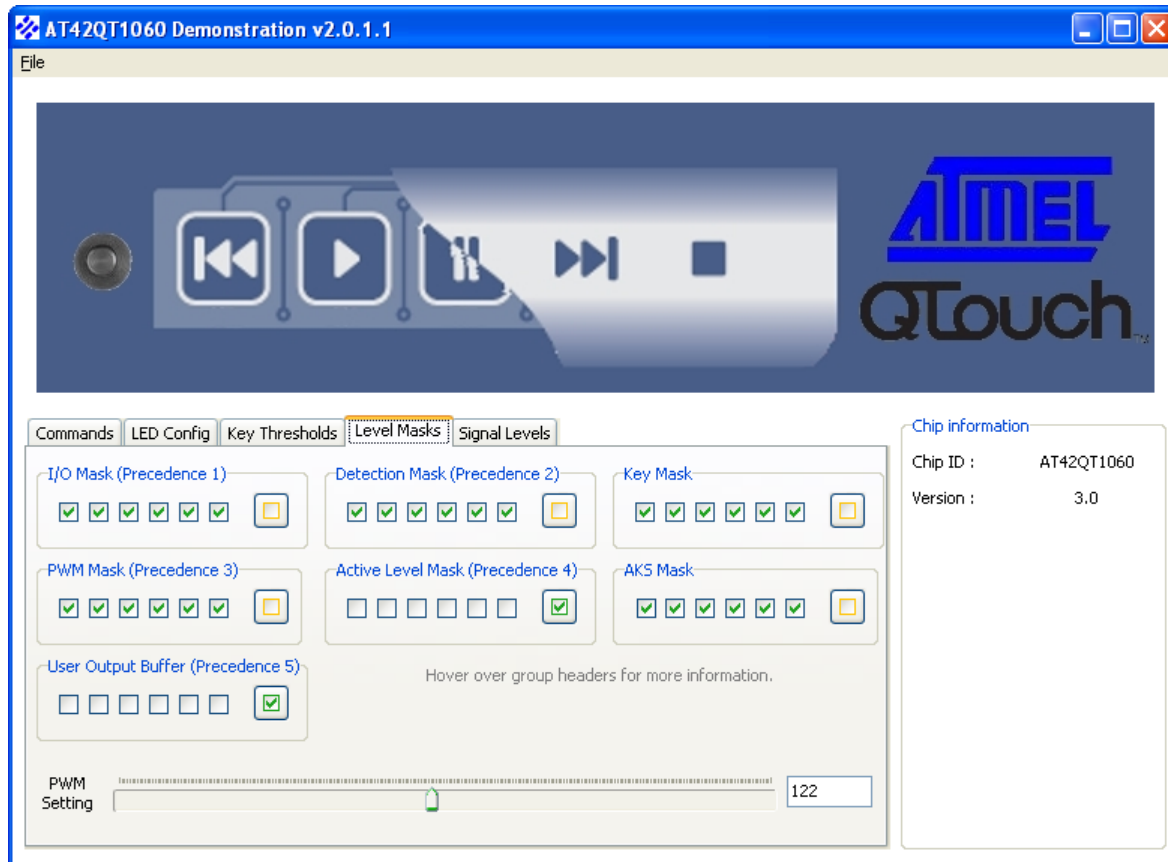 AT42QT1060 Demonstration v2.0.1.1
File
ATMEL
QTouch™
Commands
LED Config
Key Thresholds
Level Masks
Signal Levels
I/O Mask (Precedence 1)
Detection Mask (Precedence 2)
Key Mask
PWM Mask (Precedence 3)
Active Level Mask (Precedence 4)
AKS Mask
User Output Buffer (Precedence 5)
Hover over group headers for more information.
PWM
Setting
122
Chip information
Chip ID : AT42QT1060
Version : 3.0